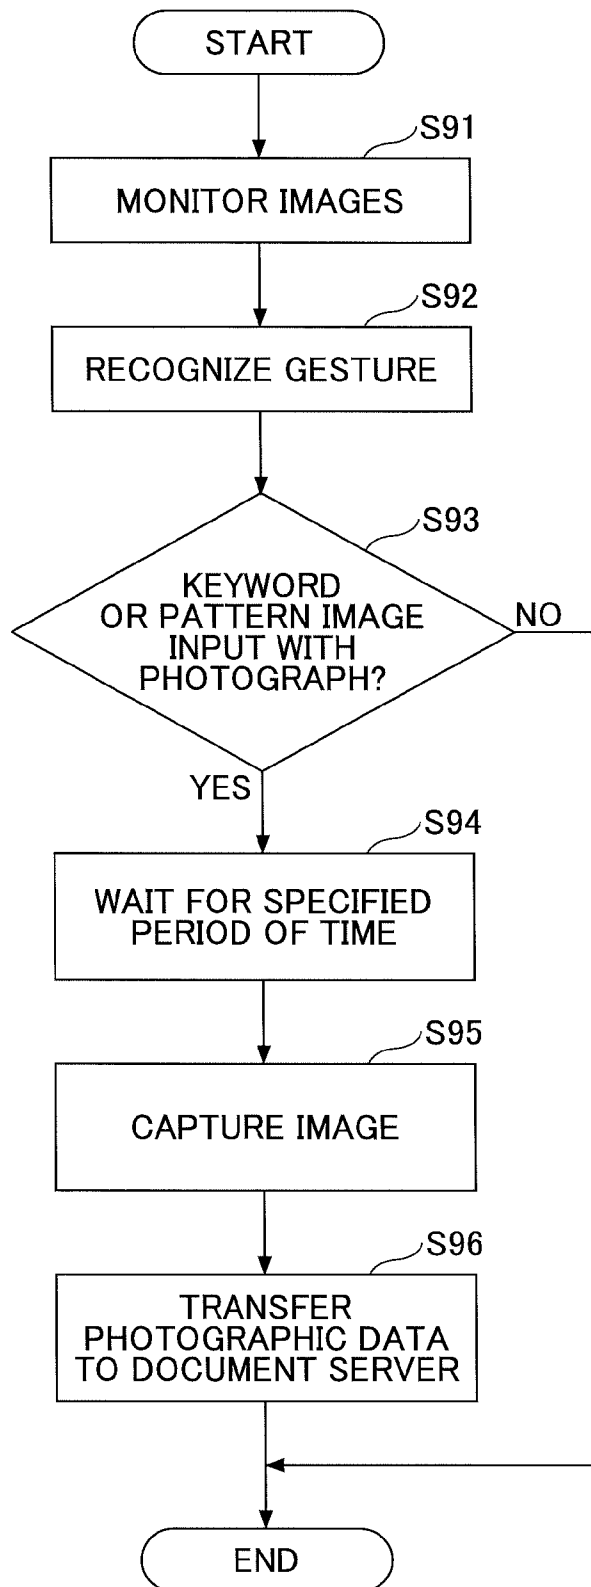 START
S91
MONITOR IMAGES
S92
RECOGNIZE GESTURE
S93
KEYWORD
OR PATTERN IMAGE
INPUT WITH
PHOTOGRAPH?
NO
YES
S94
WAIT FOR SPECIFIED
PERIOD OF TIME
S95
CAPTURE IMAGE
S96
TRANSFER
PHOTOGRAPHIC DATA
TO DOCUMENT SERVER
END